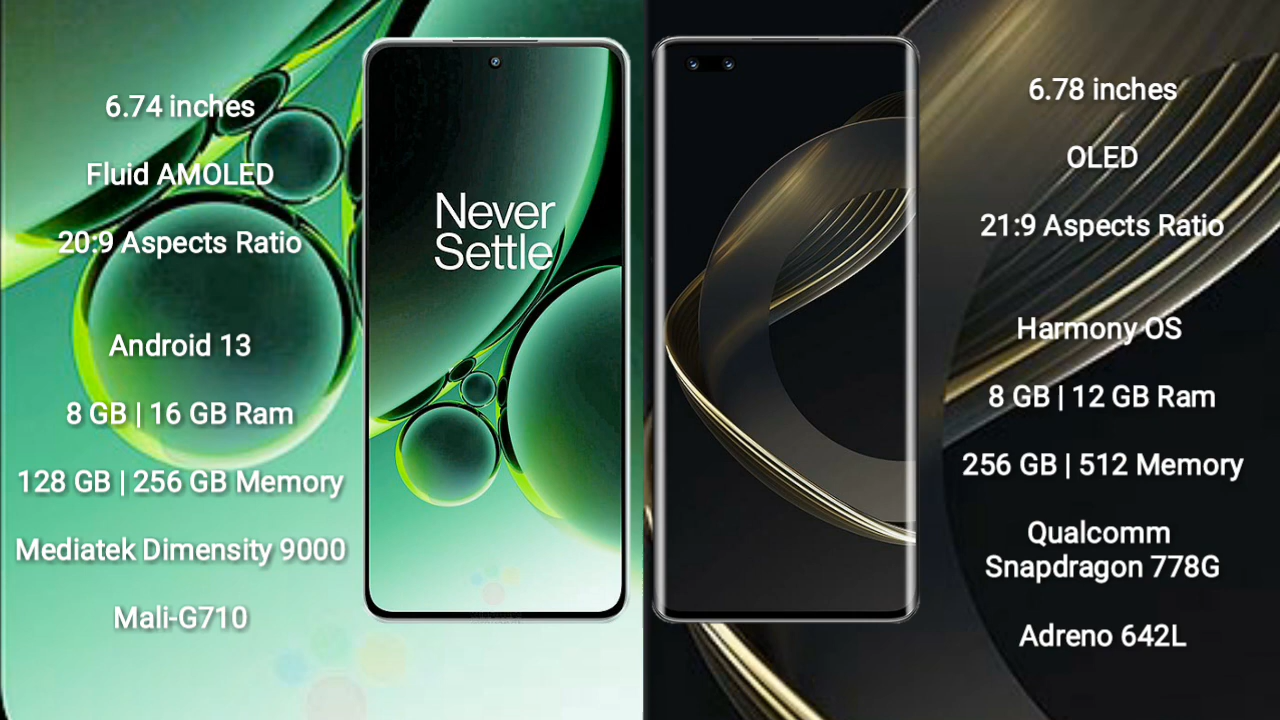 6.74 inches
Fluid AMOLED
20:9 Aspects Ratio
Android 13
8 GB | 16 GB Ram
128 GB | 256 GB Memory
Mediatek Dimensity 9000
Mali-G710
Never
Settle
6.78 inches
OLED
21:9 Aspects Ratio
Harmony OS
8 GB | 12 GB Ram
256 GB | 512 Memory
Qualcomm
Snapdragon 778G
Adreno 642L